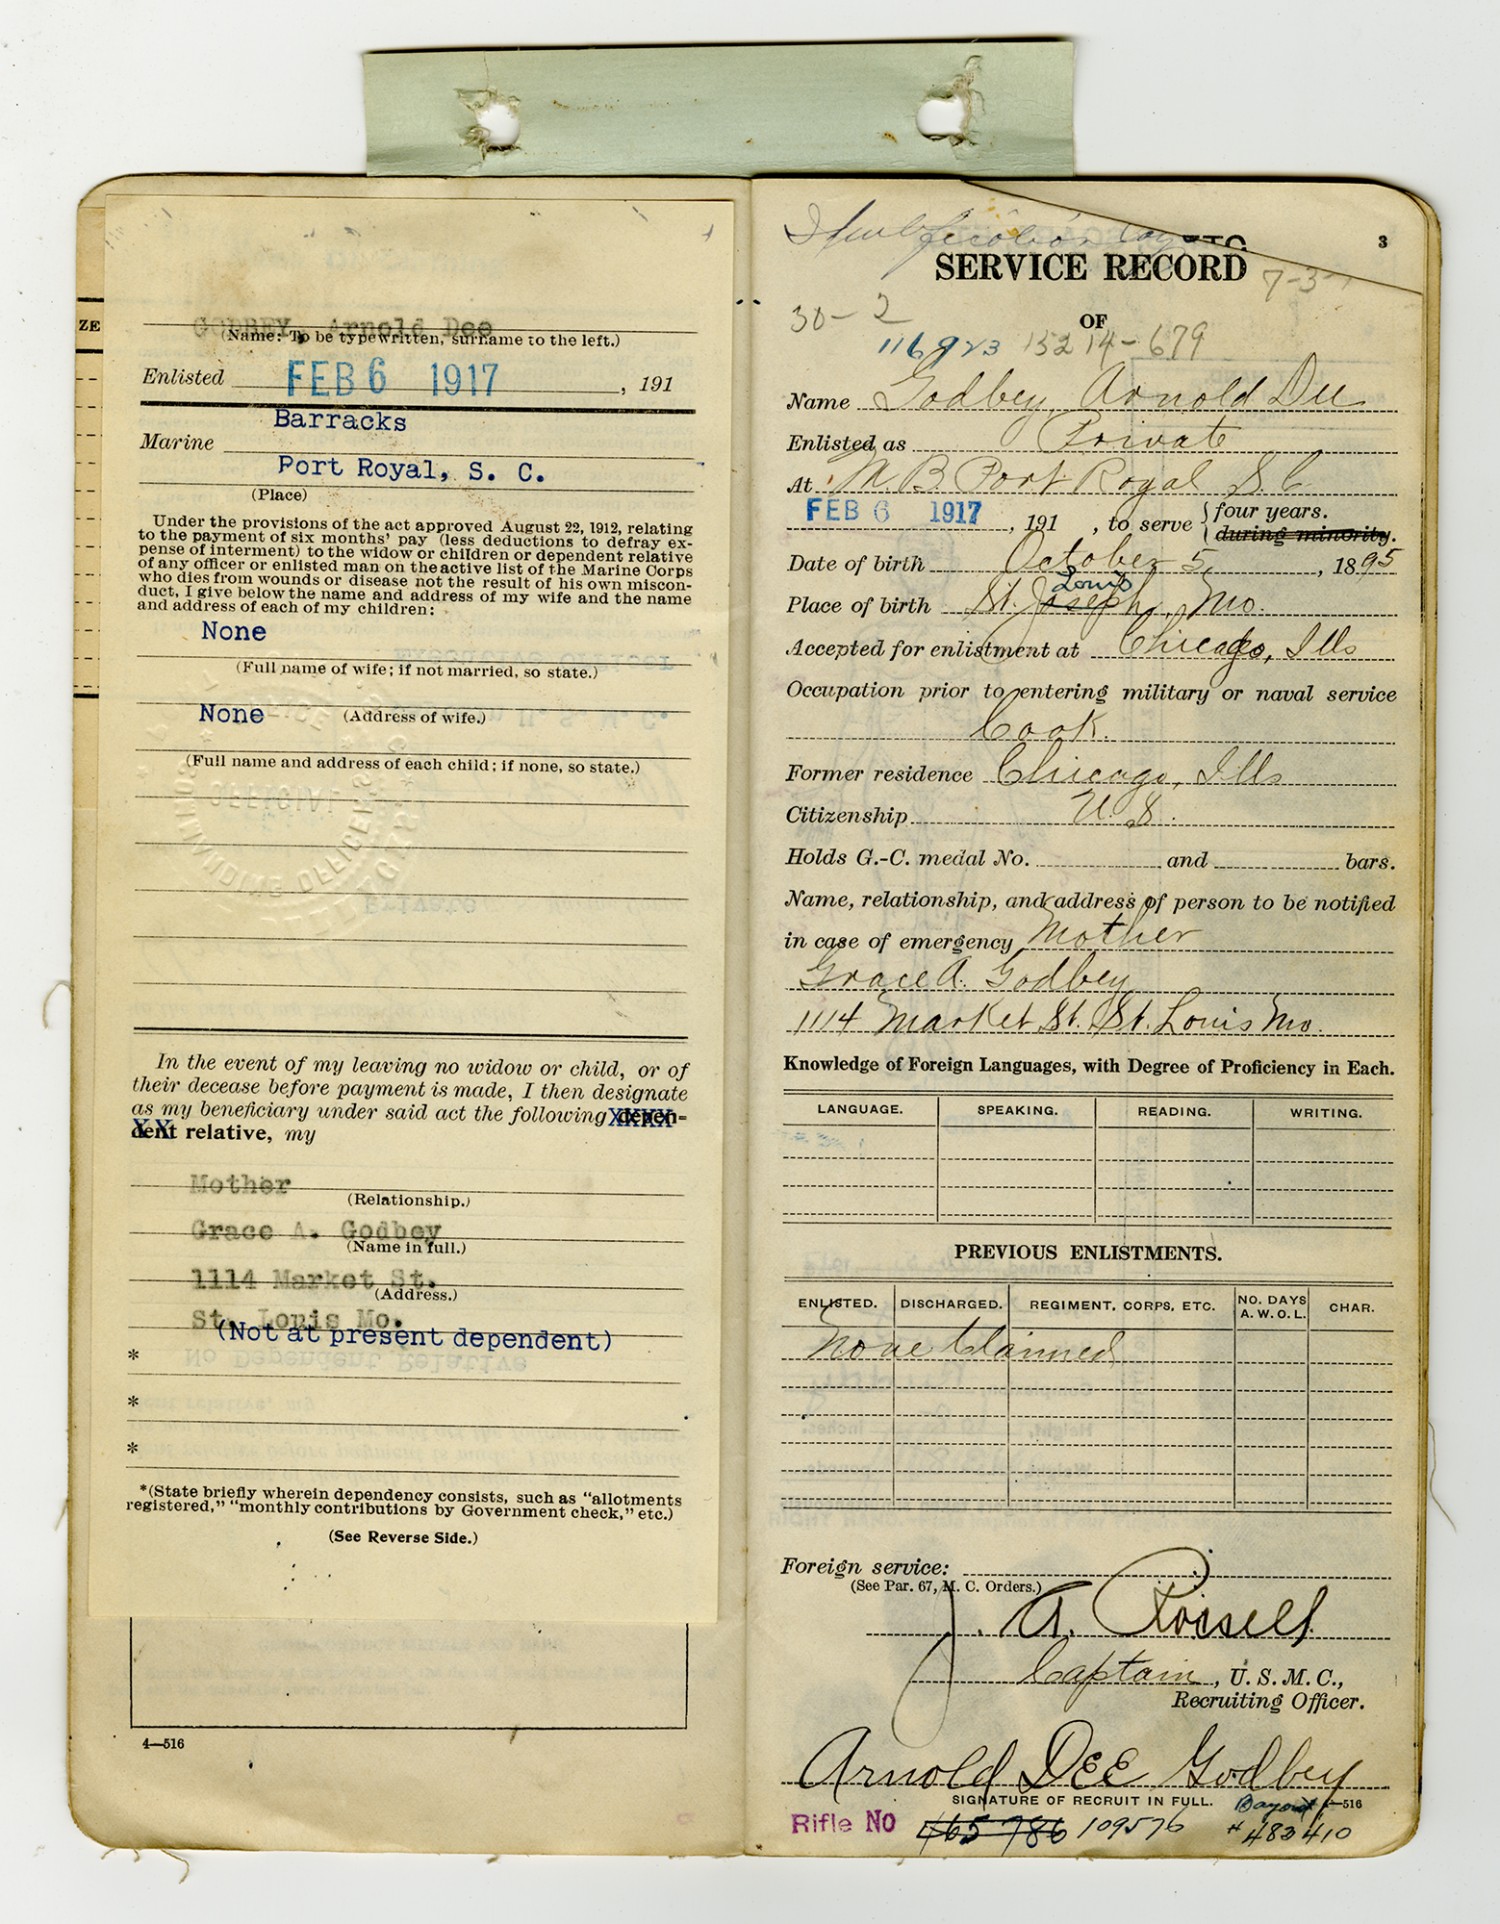 ZE
GODBEY, Arnold Dee
(Name: To be typewritten, surname to the left.)
Enlisted FEB 6 1917, 191
Barracks
Marine
Port Royal, S. C.
(Place)
Under the provisions of the act approved August 22, 1912, relating
to the payment of six months' pay (less deductions to defray ex-
pense of interment) to the widow or children or dependent relative
of any officer or enlisted man on the active list of the Marine Corps
who dies from wounds or disease not the result of his own miscon-
duct, I give below the name and address of my wife and the name
and address of each of my children:
None
(Full name of wife; if not married, so state.)
None (Address of wife.)
(Full name and address of each child; if none, so state.)
In the event of my leaving no widow or child, or of
their decease before payment is made, I then designate
as my beneficiary under said act the following depen-
dent relative, my
Mother
(Relationship.)
Grace A. Godbey
(Name in full.)
1114 Market St.
(Address.)
St. Louis Mo.
(Not at present dependent)
*
*
*
*(State briefly wherein dependency consists, such as "allotments
registered," "monthly contributions by Government check," etc.)
(See Reverse Side.)
4—516
3
SERVICE RECORD
7-3-
30-2
OF
116923 15214-679
Name Godbey, Arnold Dee
Enlisted as Private
At M. B. Port Royal S. C.
FEB 6 1917, 191 , to serve four years.
during minority.
Date of birth October 5, , 1895
Louis
Place of birth St. Joseph, Mo.
Accepted for enlistment at Chicago, Ills
Occupation prior to entering military or naval service
Cook.
Former residence Chicago, Ills
Citizenship U. S.
Holds G.-C. medal No. and bars.
Name, relationship, and address of person to be notified
in case of emergency Mother
Grace A. Godbey
1114 Market St. St. Louis Mo.
Knowledge of Foreign Languages, with Degree of Proficiency in Each.
LANGUAGE. SPEAKING. READING. WRITING.
PREVIOUS ENLISTMENTS.
ENLISTED. DISCHARGED. REGIMENT, CORPS, ETC. NO. DAYS A. W. O. L. CHAR.
None Claimed
Foreign service:
(See Par. 67, M. C. Orders.)
J. A. Rossell
Captain, U. S. M. C.,
Recruiting Officer.
Arnold DEE Godbey
SIGNATURE OF RECRUIT IN FULL. Bayonet 4—516
Rifle No 465786 109576 # 483410